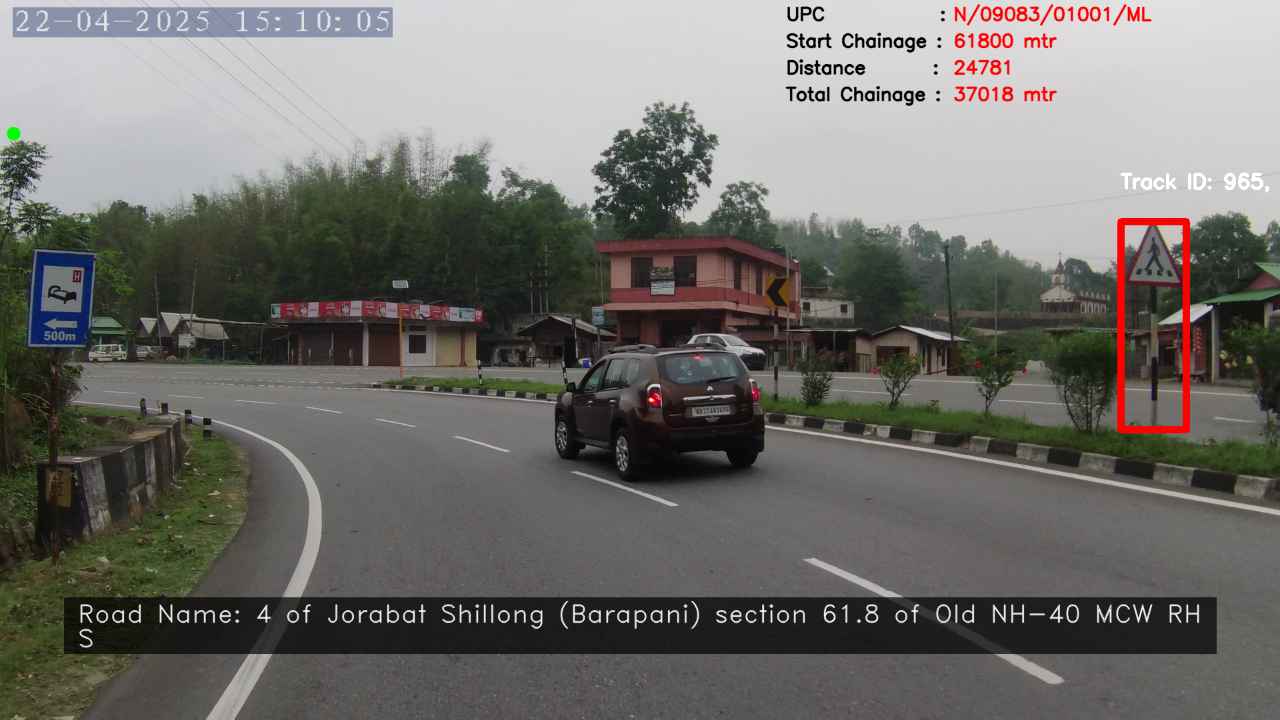 22-04-2025 15:10:05
UPC : N/09083/01001/ML
Start Chainage : 61800 mtr
Distance : 24781
Total Chainage : 37018 mtr
Track ID: 965,
H
500m
Road Name: 4 of Jorabat Shillong (Barapani) section 61.8 of Old NH-40 MCW RH
S